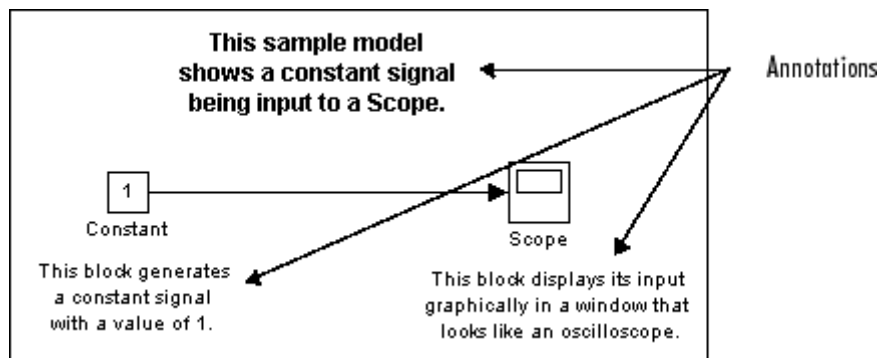 This sample model
shows a constant signal
being input to a Scope.
Annotations
1
Constant
Scope
This block generates
a constant signal
with a value of 1.
This block displays its input
graphically in a window that
looks like an oscilloscope.